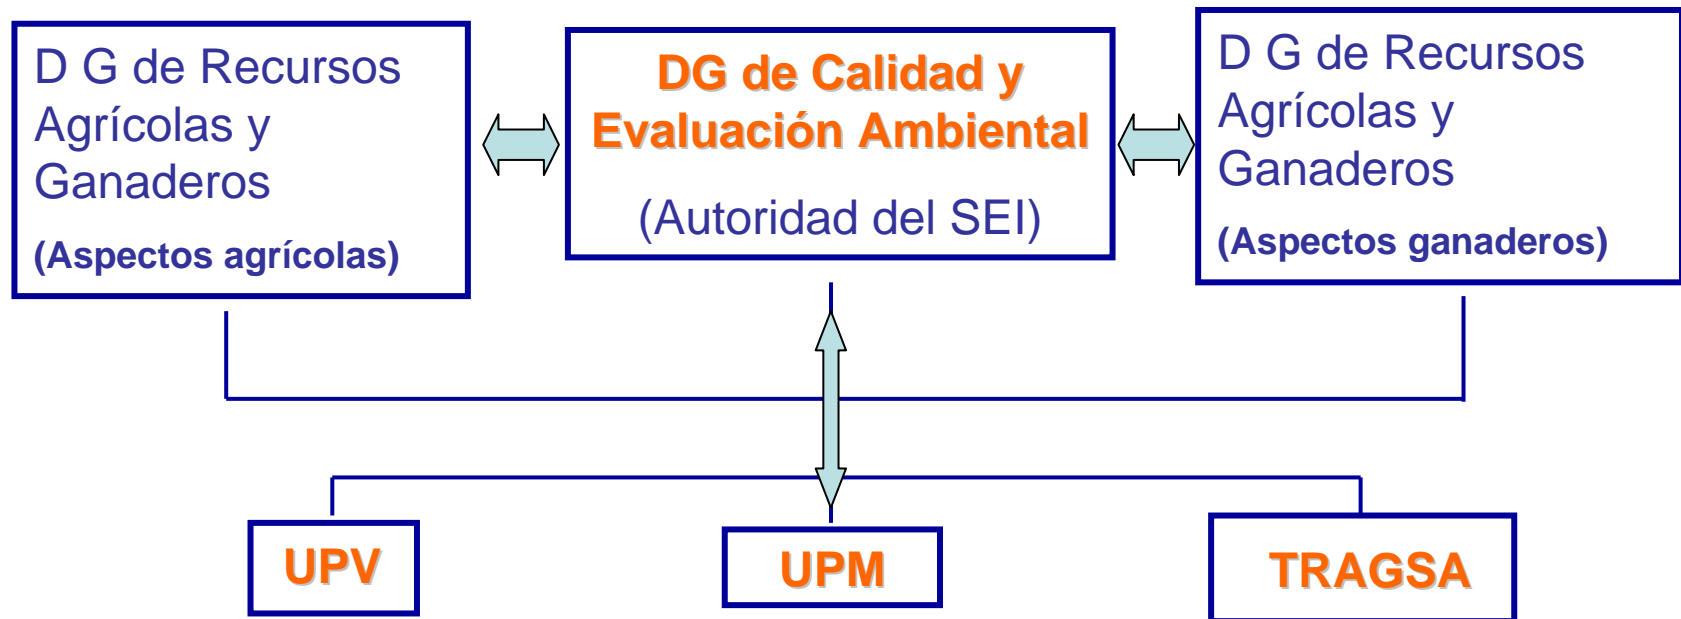 D G de Recursos
Agrícolas y
Ganaderos
(Aspectos agrícolas)
DG de Calidad y
Evaluación Ambiental
(Autoridad del SEI)
D G de Recursos
Agrícolas y
Ganaderos
(Aspectos ganaderos)
UPV
UPM
TRAGSA